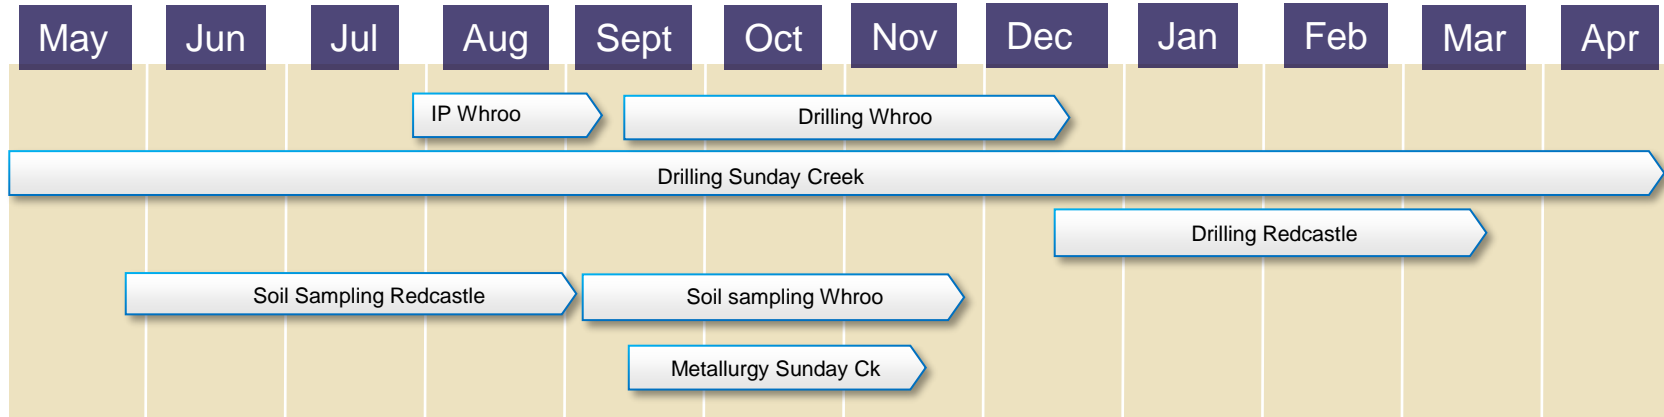 May Jun Jul Aug Sept Oct Nov Dec Jan Feb Mar Apr
IP Whroo Drilling Whroo
Drilling Sunday Creek
Drilling Redcastle
Soil Sampling Redcastle Soil sampling Whroo
Metallurgy Sunday Ck